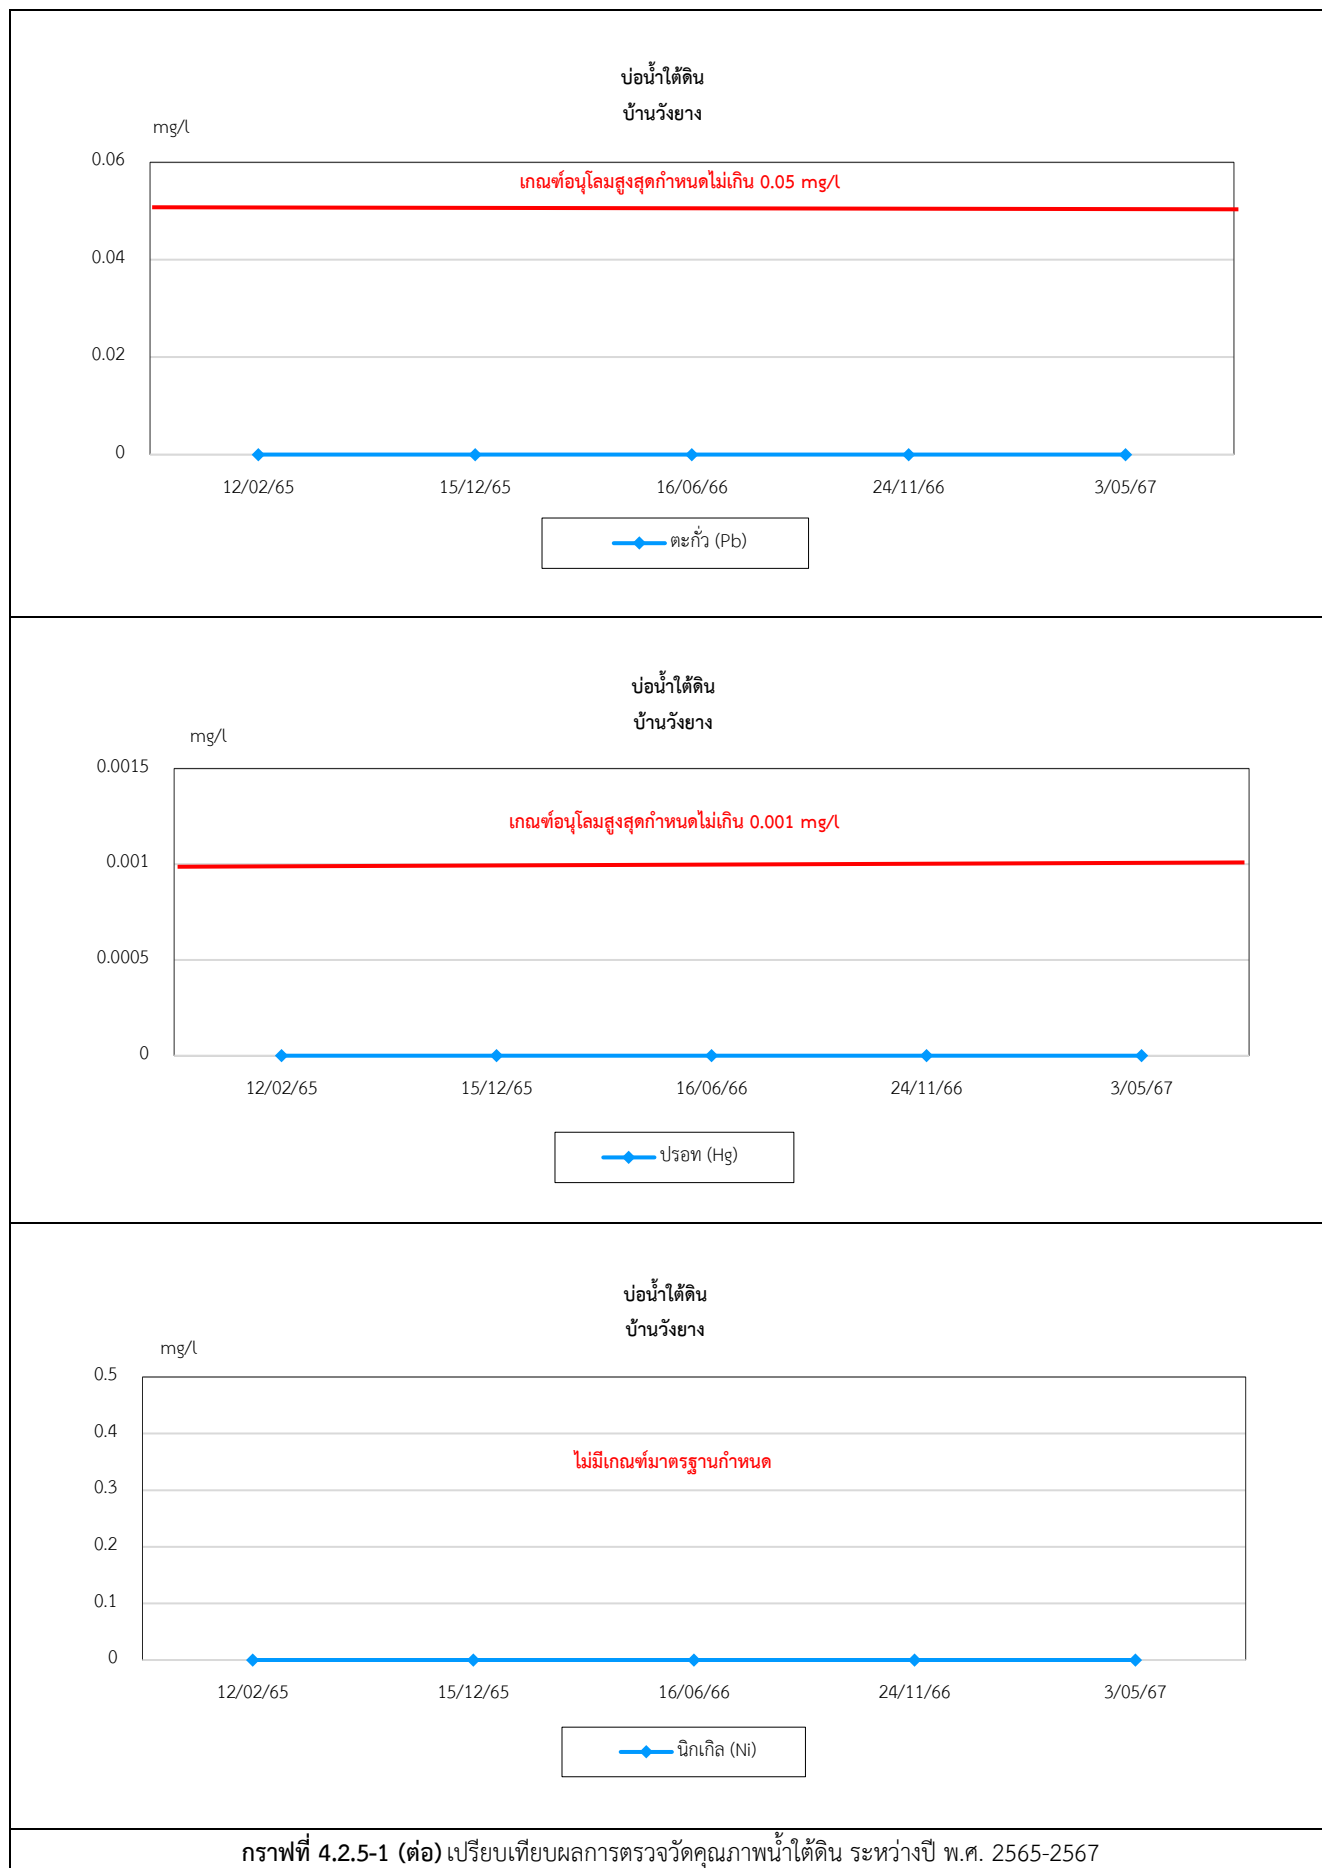 บ่อน้ำใต้ดิน
บ้านวังยาง
mg/l
0.06
เกณฑ์อนุโลมสูงสุดกำหนดไม่เกิน 0.05 mg/l
0.04
0.02
0
12/02/65 15/12/65 16/06/66 24/11/66 3/05/67
ตะกั่ว (Pb)
บ่อน้ำใต้ดิน
บ้านวังยาง
mg/l
0.0015
เกณฑ์อนุโลมสูงสุดกำหนดไม่เกิน 0.001 mg/l
0.001
0.0005
0
12/02/65 15/12/65 16/06/66 24/11/66 3/05/67
ปรอท (Hg)
บ่อน้ำใต้ดิน
บ้านวังยาง
mg/l
0.5
0.4
ไม่มีเกณฑ์มาตรฐานกำหนด
0.3
0.2
0.1
0
12/02/65 15/12/65 16/06/66 24/11/66 3/05/67
นิกเกิล (Ni)
กราฟที่ 4.2.5-1 (ต่อ) เปรียบเทียบผลการตรวจวัดคุณภาพน้ำใต้ดิน ระหว่างปี พ.ศ. 2565-2567